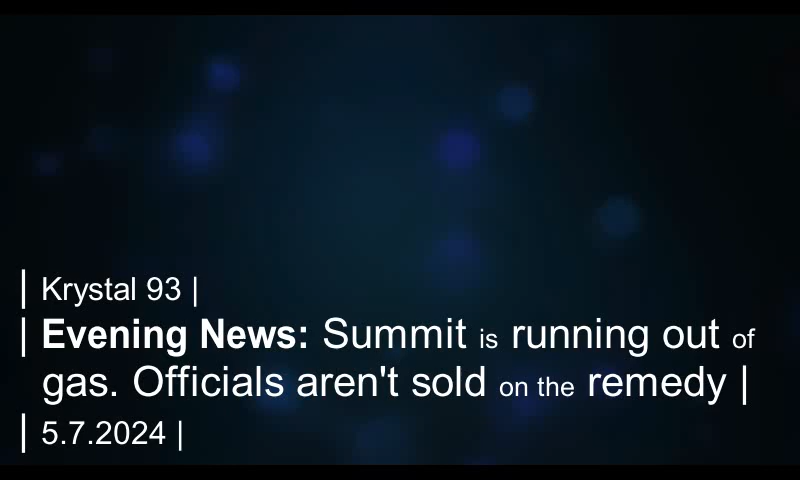 | Krystal 93 |
| Evening News: Summit is running out of
gas. Officials aren't sold on the remedy |
| 5.7.2024 |